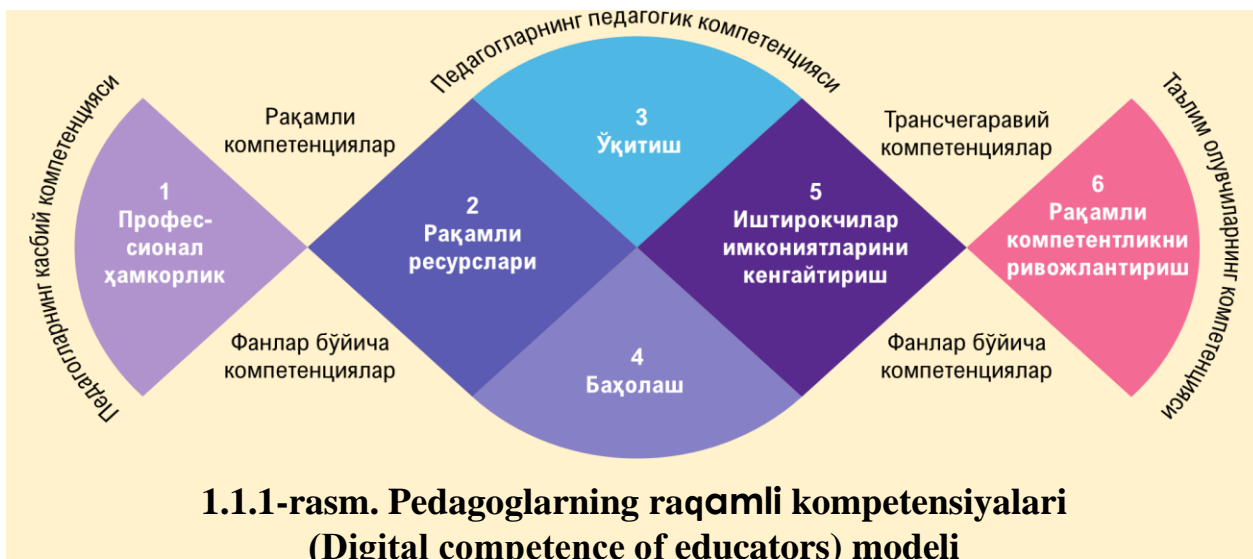 Педагогларнинг касбий компетенцияси
Педагогларнинг педагогик компетенцияси
Таълим олувчиларнинг компетенцияси
Рақамли
компетенциялар
Трансчегаравий
компетенциялар
1
Профес-
сионал
ҳамкорлик
2
Рақамли
ресурслари
3
Ўқитиш
4
Баҳолаш
5
Иштирокчилар
имкониятларини
кенгайтириш
6
Рақамли
компетентликни
ривожлантириш
Фанлар бўйича
компетенциялар
Фанлар бўйича
компетенциялар
1.1.1-rasm. Pedagoglarning raqamli kompetensiyalari
(Digital competence of educators) modeli